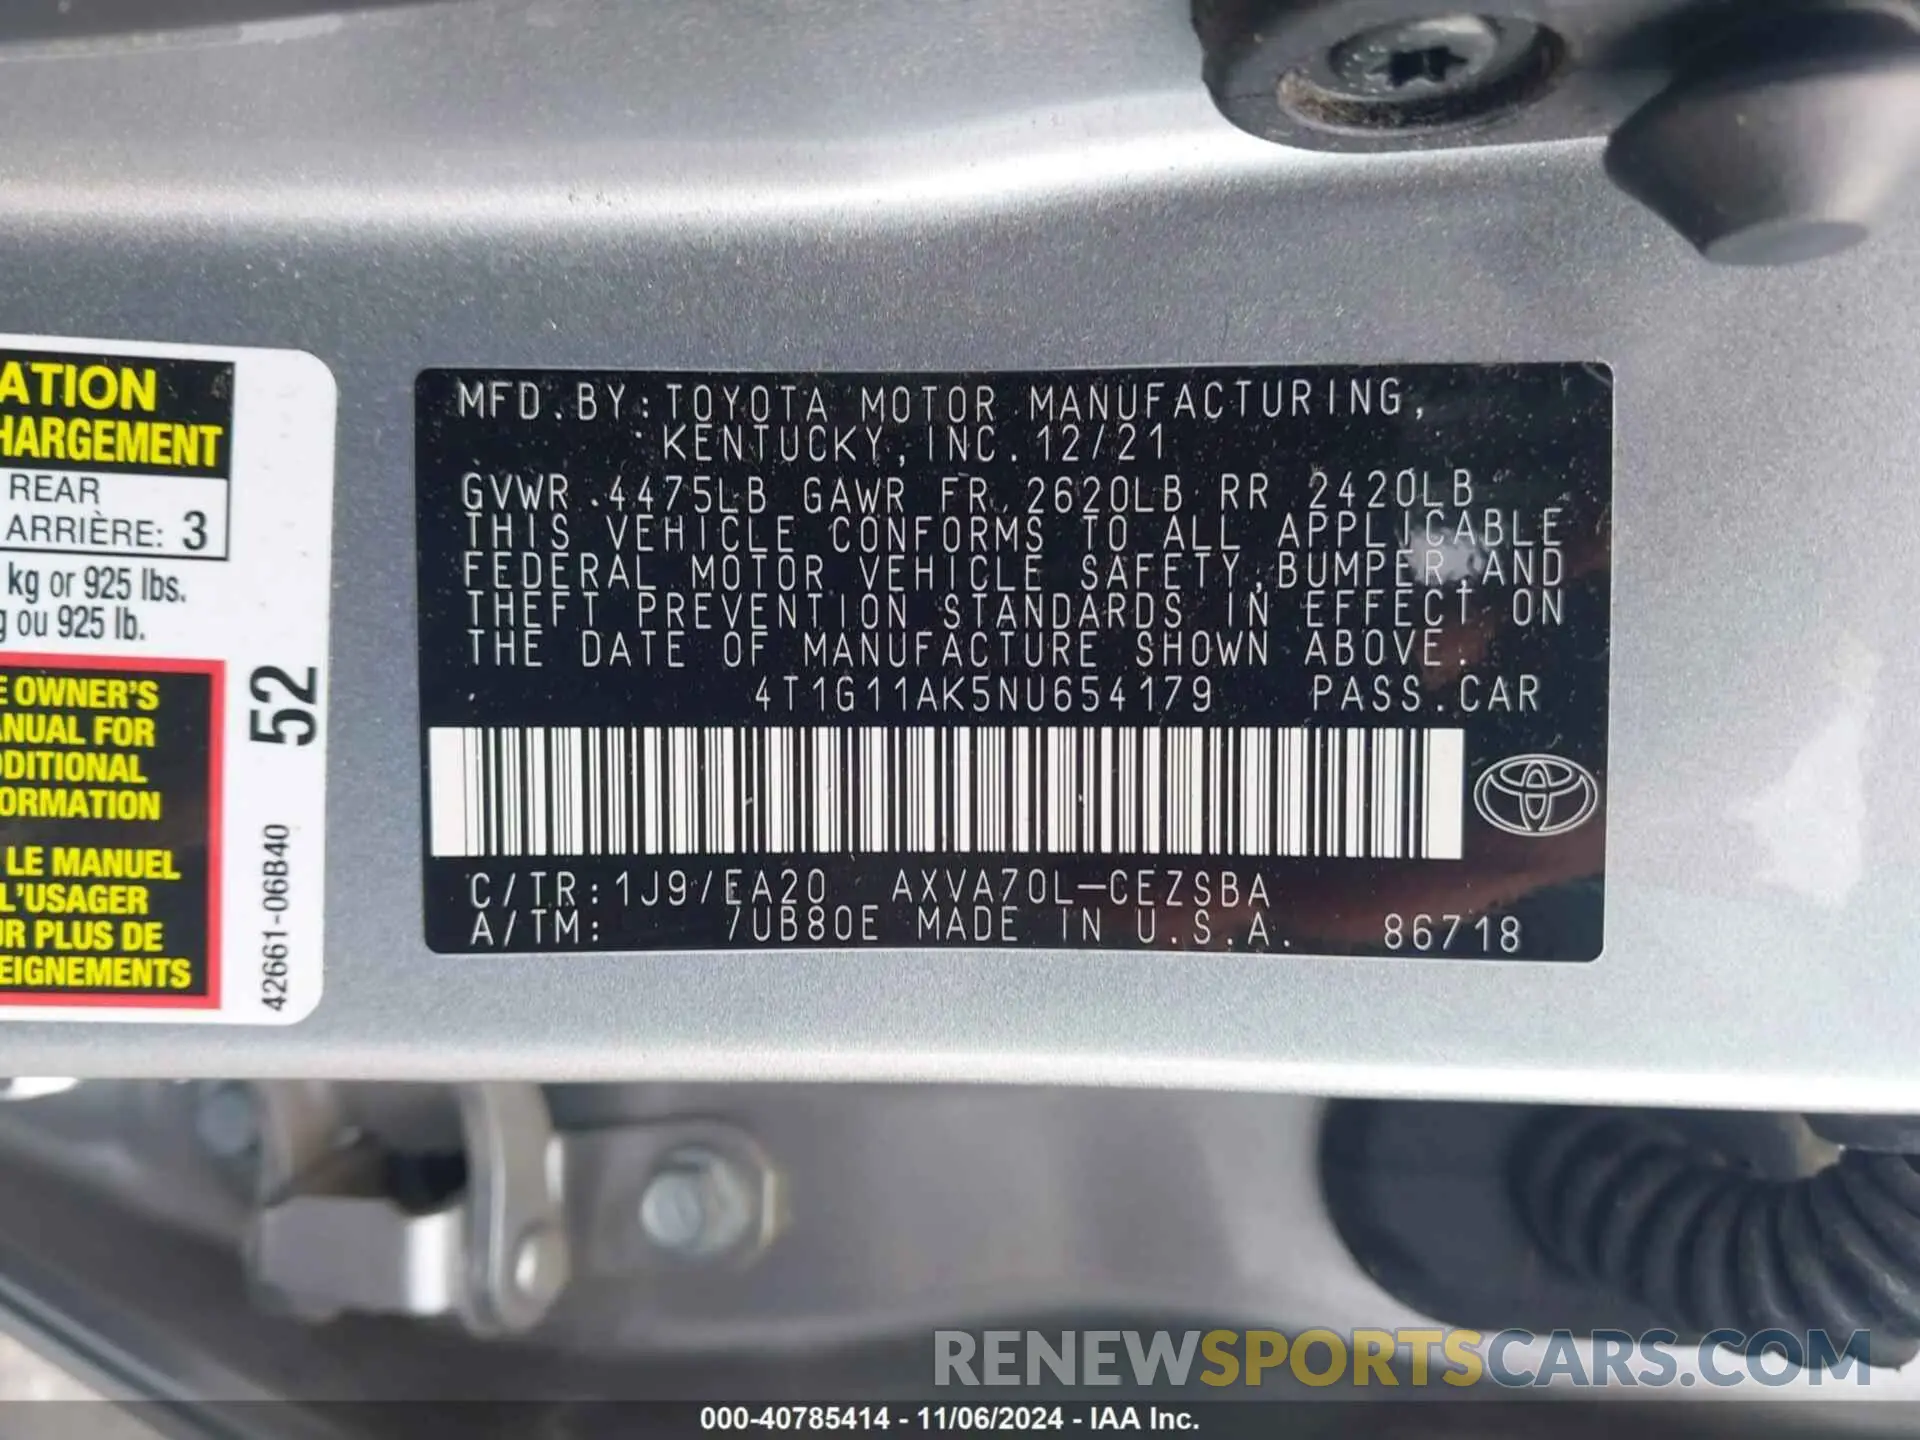 ATION
HARGEMENT
REAR
ARRIÈRE: 3
kg or 925 lbs.
g ou 925 lb.
E OWNER'S
ANUAL FOR
DDITIONAL
FORMATION
LE MANUEL
L'USAGER
UR PLUS DE
SEIGNEMENTS
52
42661-06B40
MFD.BY:TOYOTA MOTOR MANUFACTURING,
KENTUCKY,INC.12/21
GVWR 4475LB GAWR FR 2620LB RR 2420LB
THIS VEHICLE CONFORMS TO ALL APPLICABLE
FEDERAL MOTOR VEHICLE SAFETY,BUMPER,AND
THEFT PREVENTION STANDARDS IN EFFECT ON
THE DATE OF MANUFACTURE SHOWN ABOVE.
4T1G11AK5NU654179 PASS.CAR
C/TR:1J9/EA20 AXVA70L-CEZSBA
A/TM: /UB80E MADE IN U.S.A. 86718
RENEWSPORTSCARS.COM
000-40785414 - 11/06/2024 - IAA Inc.